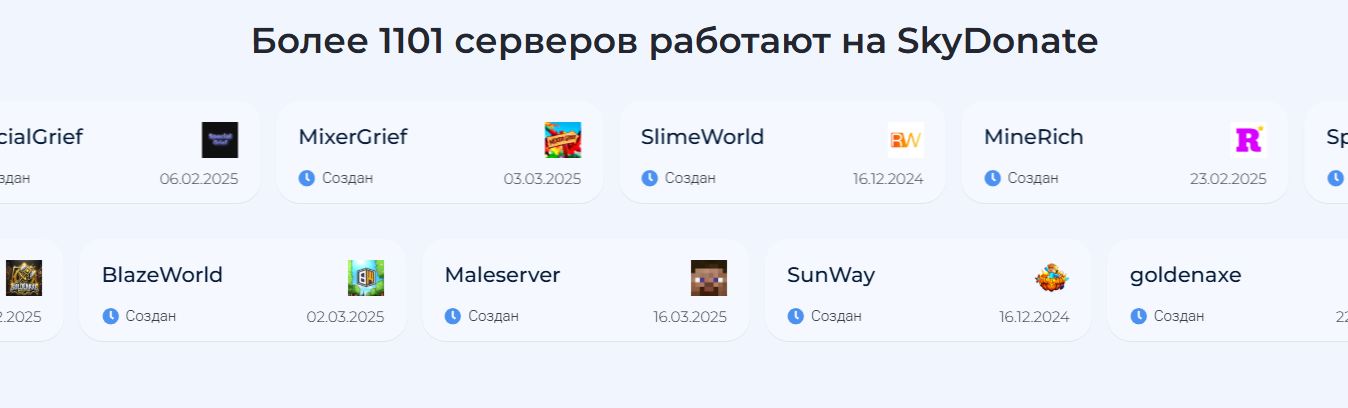 Более 1101 серверов работают на SkyDonate
cialGrief
MixerGrief
SlimeWorld
MineRich
Sp
здан
06.02.2025
Создан
03.03.2025
Создан
16.12.2024
Создан
23.02.2025
BlazeWorld
Maleserver
SunWay
goldenaxe
2.2025
Создан
02.03.2025
Создан
16.03.2025
Создан
16.12.2024
Создан
22